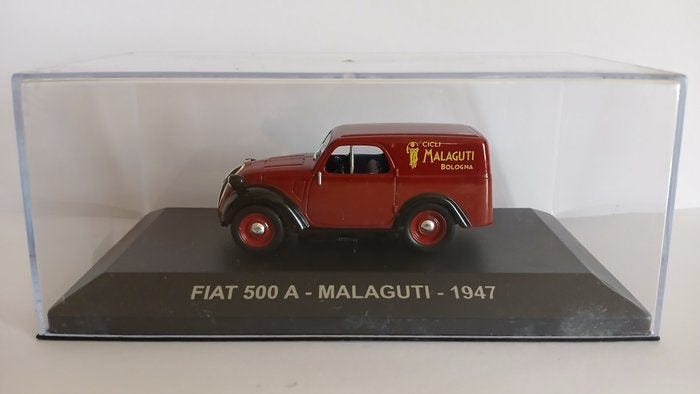 CICLI
MALAGUTI
BOLOGNA
FIAT 500 A - MALAGUTI - 1947